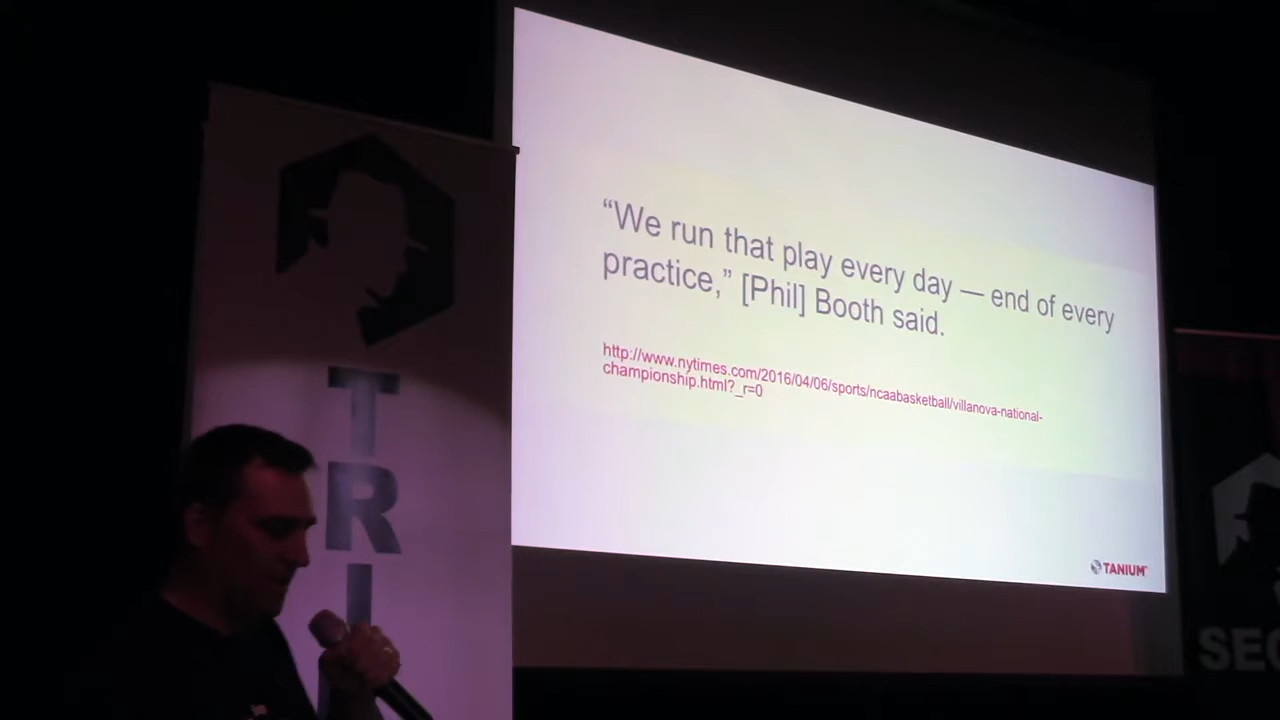 “We run that play every day — end of every
practice,” [Phil] Booth said.
http://www.nytimes.com/2016/04/06/sports/ncaabasketball/villanova-national-
championship.html?_r=0
TANIUM
TRI
SEC